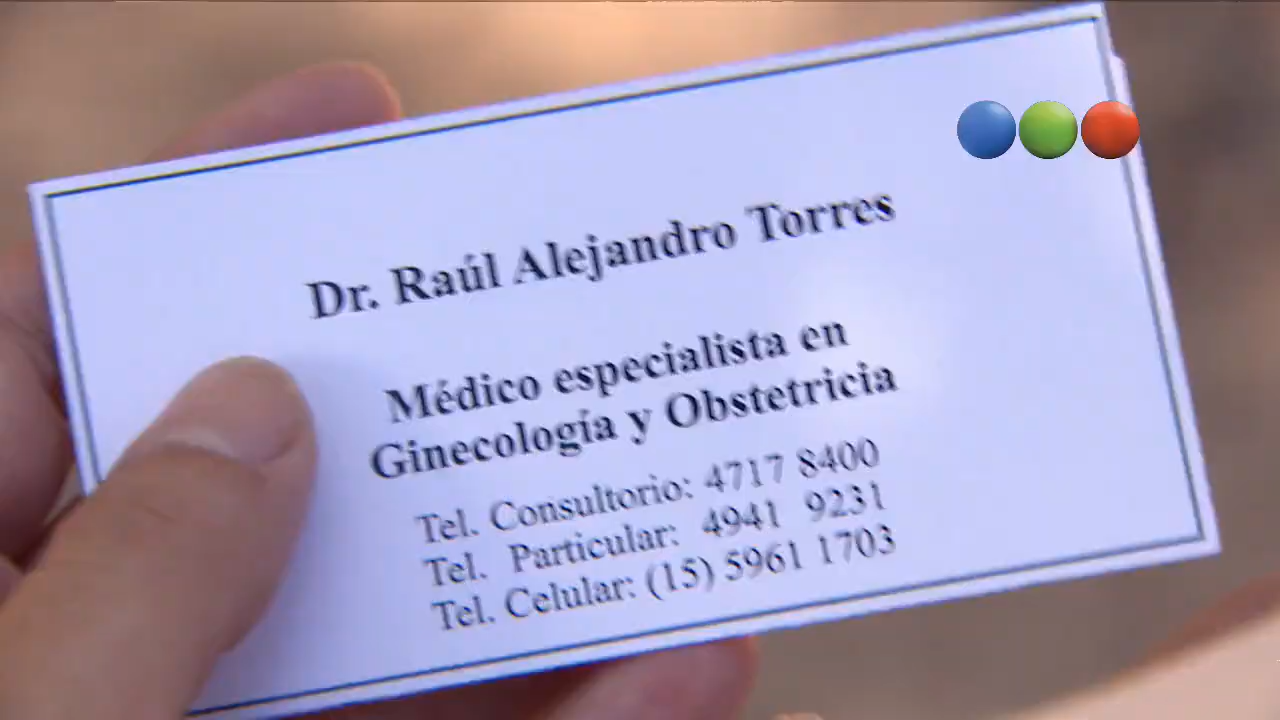 Dr. Raúl Alejandro Torres
Médico especialista en
Ginecología y Obstetricia
Tel. Consultorio: 4717 8400
Tel. Particular: 4941 9231
Tel. Celular: (15) 5961 1703